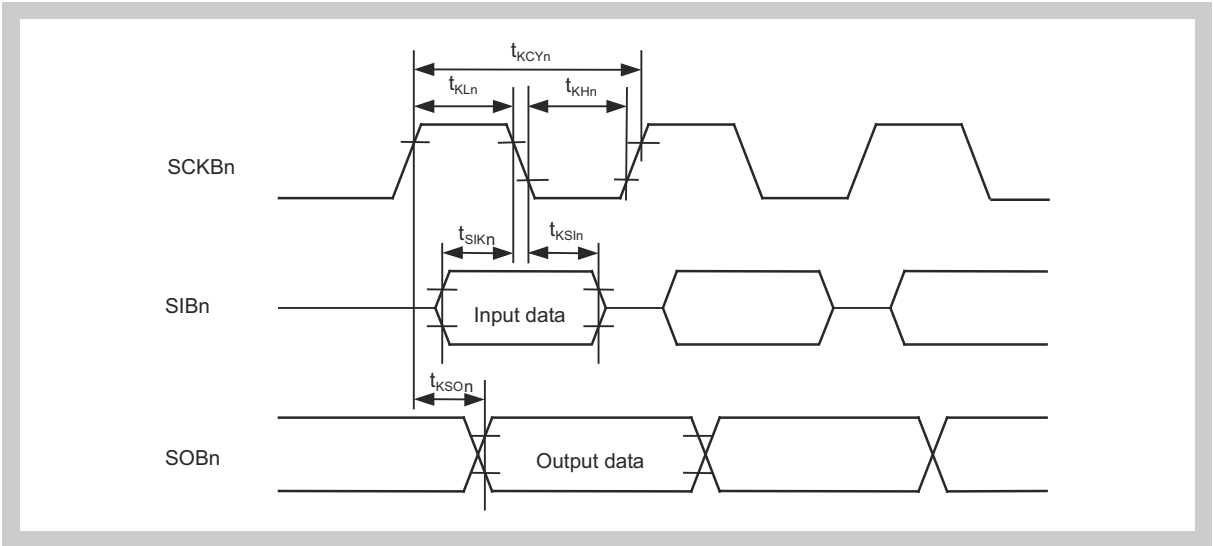 tKCYn
tKLn
tKHn
SCKBn
tSIKn
tKSIn
SIBn
Input data
tKSOn
SOBn
Output data